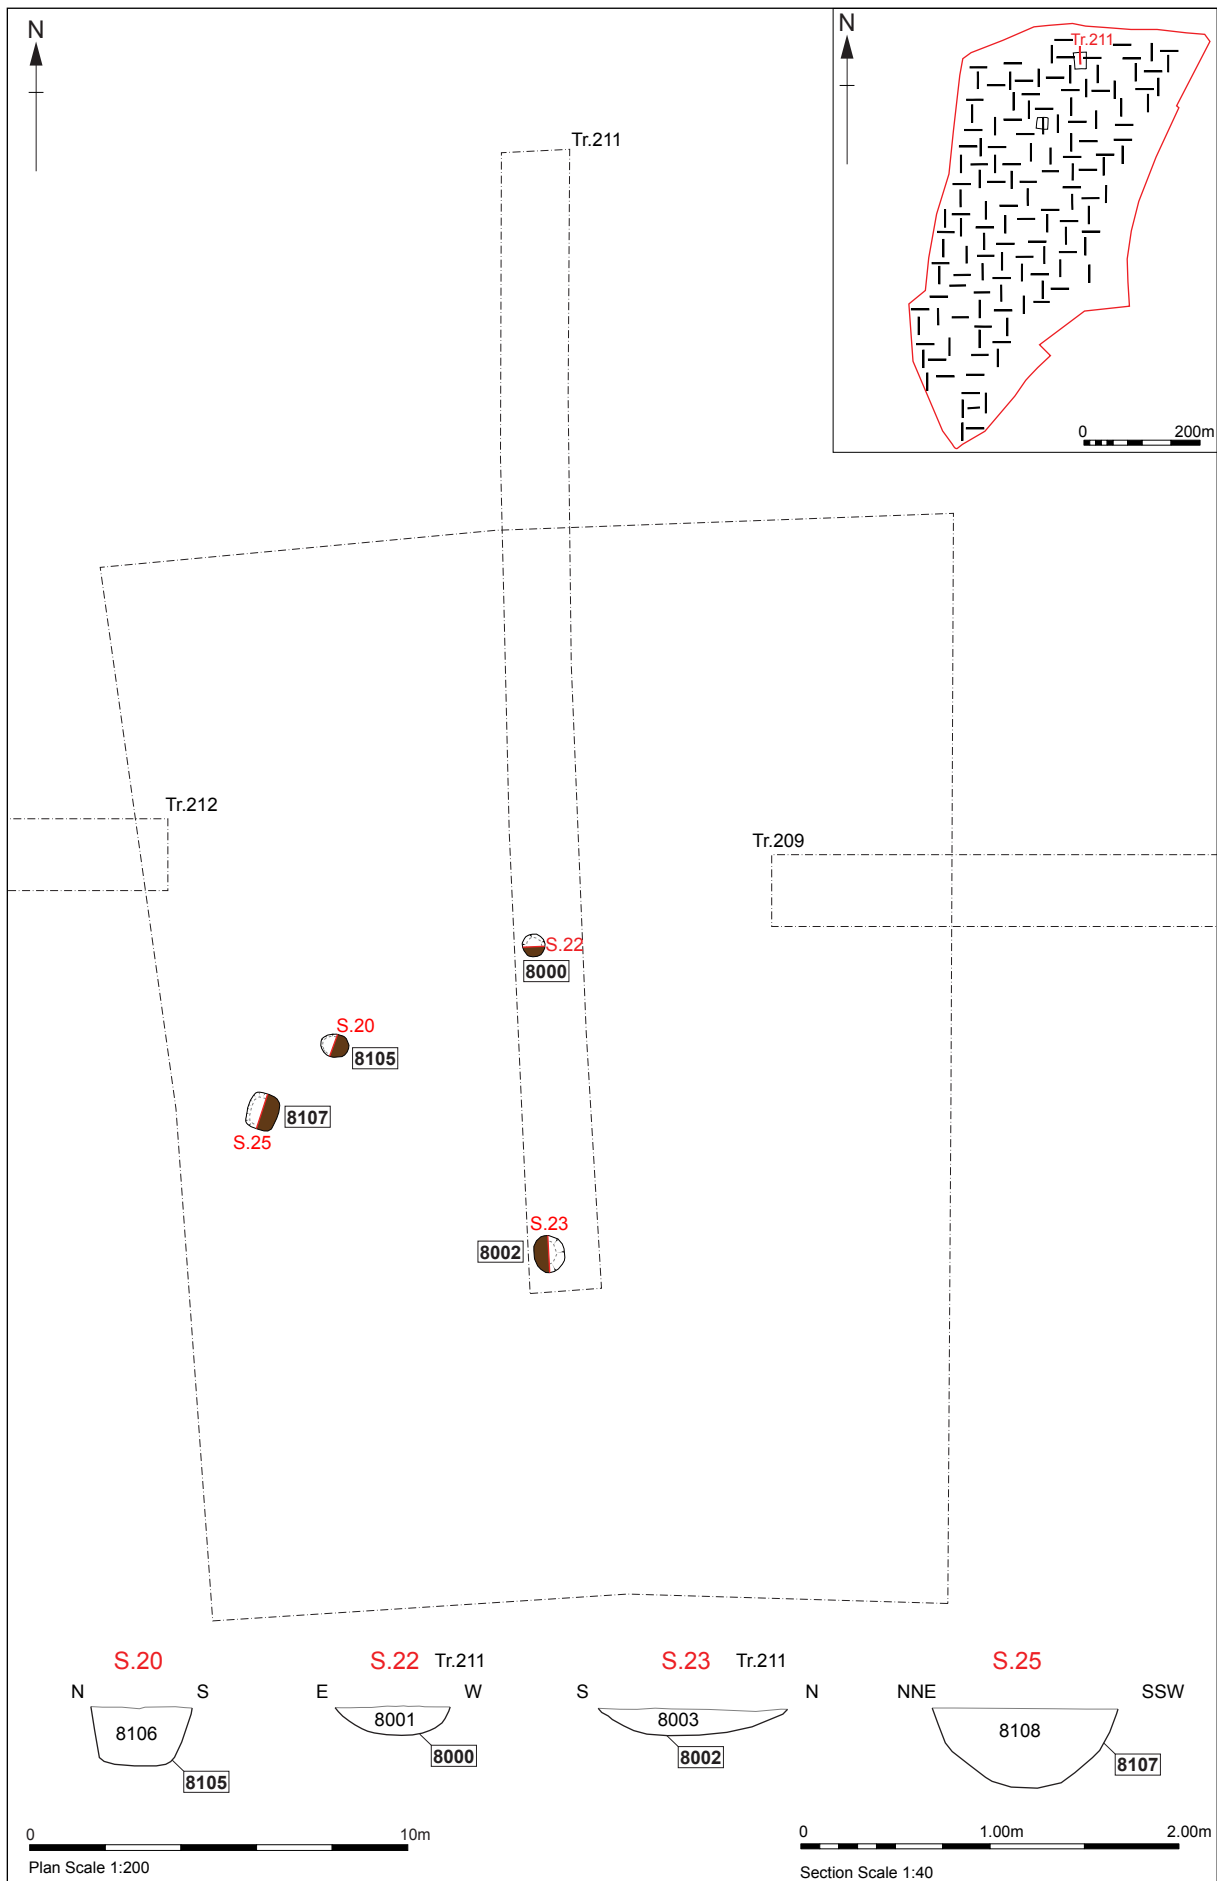 N
N
Tr.211
0 200m
Tr.211
Tr.212
Tr.209
S.22
8000
S.20
8105
8107
S.25
S.23
8002
S.20 S.22 Tr.211 S.23 Tr.211 S.25
N S E W S N NNE SSW
8106 8001 8003 8108
8105 8000 8002 8107
0 10m
Plan Scale 1:200
0 1.00m 2.00m
Section Scale 1:40